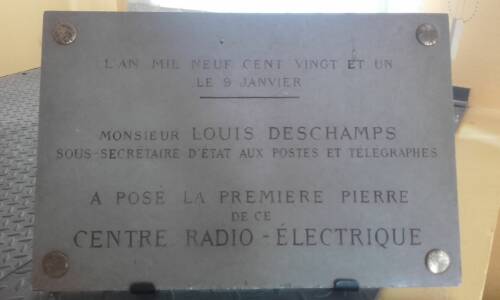 L'AN MIL NEUF CENT VINGT ET UN
LE 9 JANVIER
MONSIEUR LOUIS DESCHAMPS
SOUS-SECRÉTAIRE D'ÉTAT AUX POSTES ET TÉLÉGRAPHES
A POSÉ LA PREMIÈRE PIERRE
DE CE
CENTRE RADIO-ÉLECTRIQUE